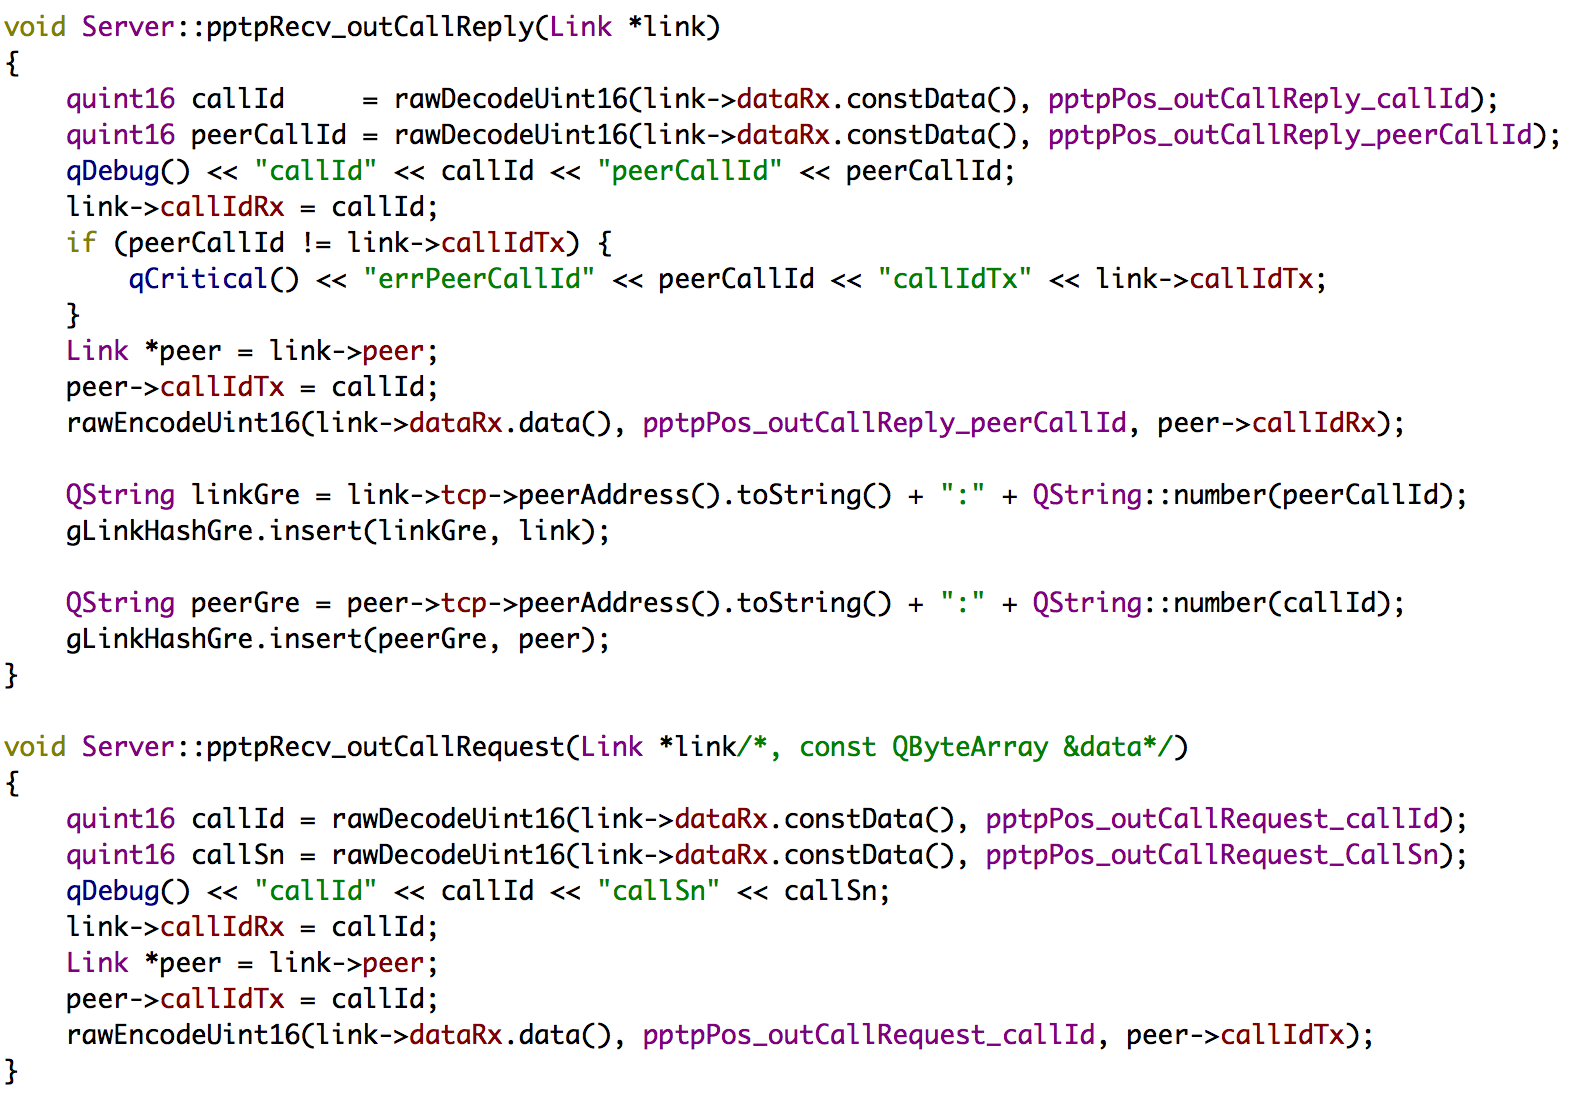 void Server::pptpRecv_outCallReply(Link *link)
{
    quint16 callId     = rawDecodeUint16(link->dataRx.constData(), pptpPos_outCallReply_callId);
    quint16 peerCallId = rawDecodeUint16(link->dataRx.constData(), pptpPos_outCallReply_peerCallId);
    qDebug() << "callId" << callId << "peerCallId" << peerCallId;
    link->callIdRx = callId;
    if (peerCallId != link->callIdTx) {
        qCritical() << "errPeerCallId" << peerCallId << "callIdTx" << link->callIdTx;
    }
    Link *peer = link->peer;
    peer->callIdTx = callId;
    rawEncodeUint16(link->dataRx.data(), pptpPos_outCallReply_peerCallId, peer->callIdRx);

    QString linkGre = link->tcp->peerAddress().toString() + ":" + QString::number(peerCallId);
    gLinkHashGre.insert(linkGre, link);

    QString peerGre = peer->tcp->peerAddress().toString() + ":" + QString::number(callId);
    gLinkHashGre.insert(peerGre, peer);
}

void Server::pptpRecv_outCallRequest(Link *link/*, const QByteArray &data*/)
{
    quint16 callId = rawDecodeUint16(link->dataRx.constData(), pptpPos_outCallRequest_callId);
    quint16 callSn = rawDecodeUint16(link->dataRx.constData(), pptpPos_outCallRequest_CallSn);
    qDebug() << "callId" << callId << "callSn" << callSn;
    link->callIdRx = callId;
    Link *peer = link->peer;
    peer->callIdTx = callId;
    rawEncodeUint16(link->dataRx.data(), pptpPos_outCallRequest_callId, peer->callIdTx);
}